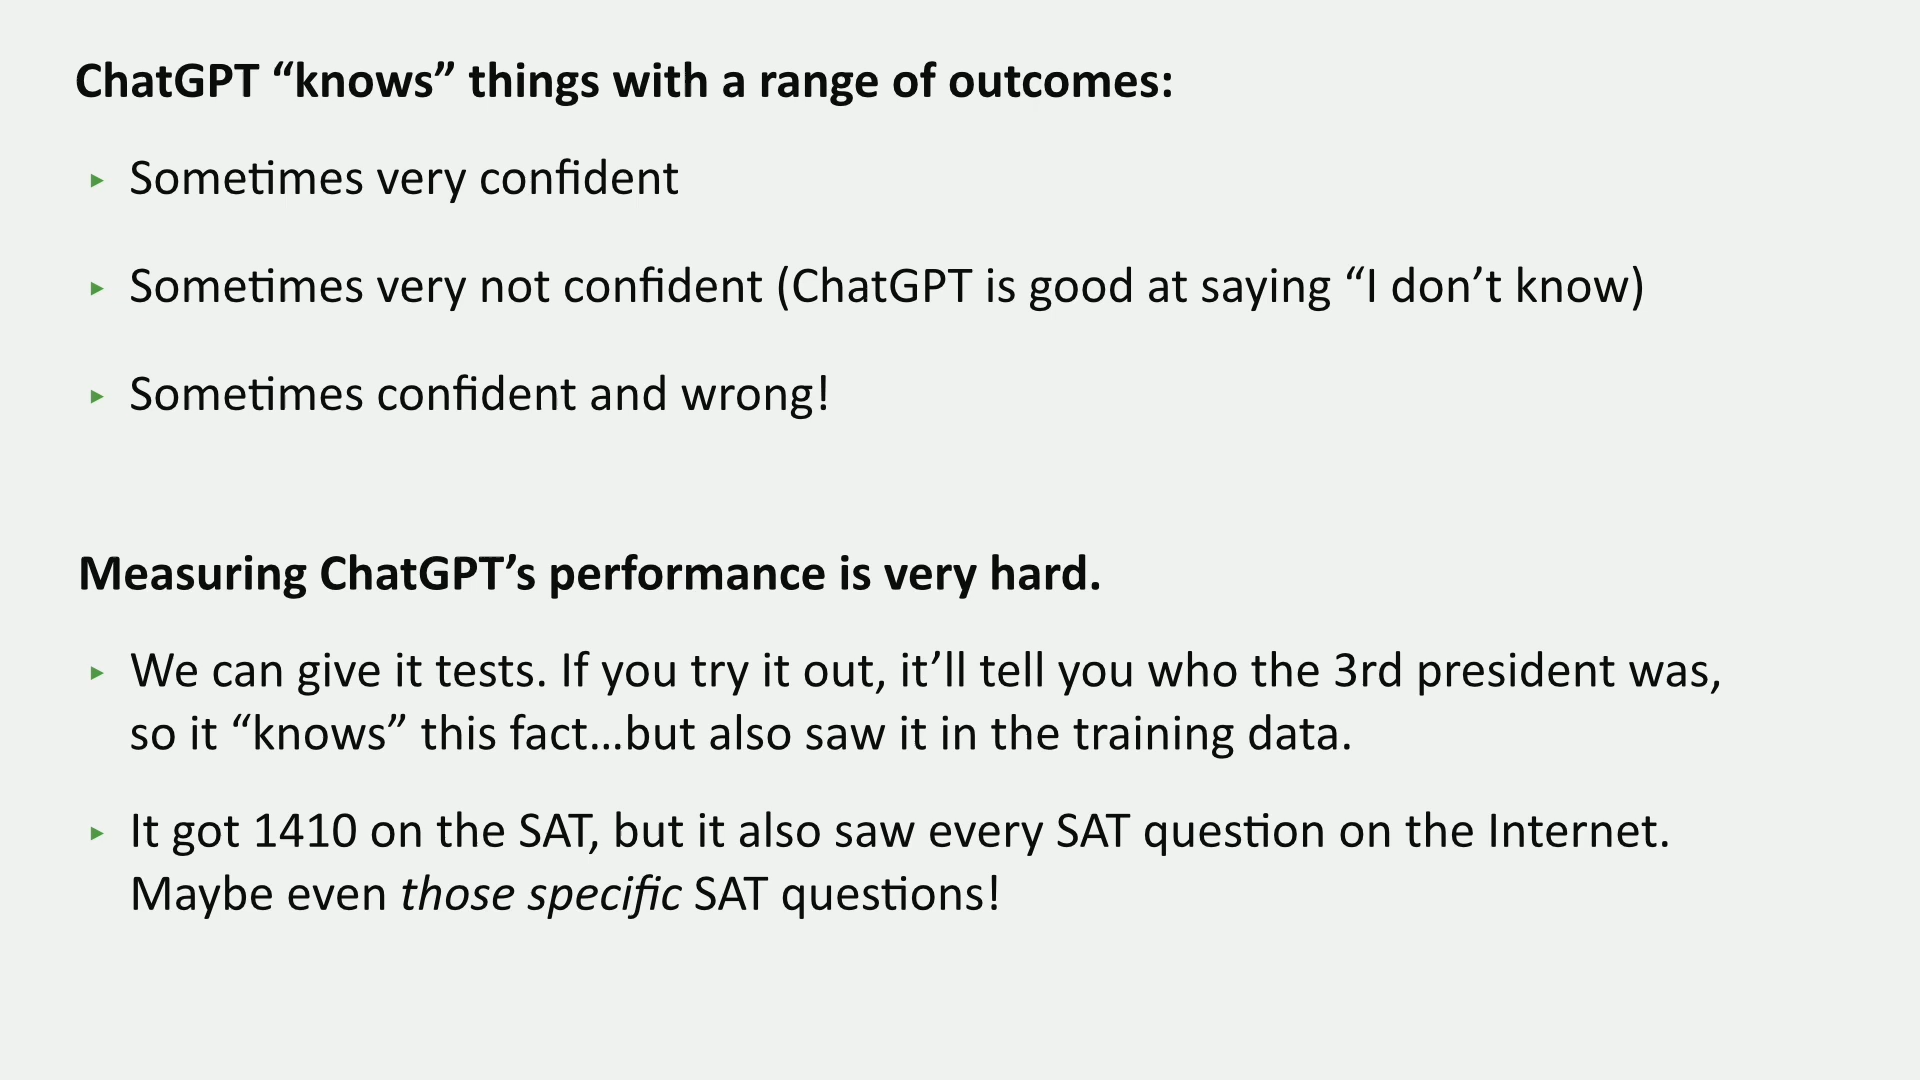 ChatGPT “knows” things with a range of outcomes:
‣ Sometimes very confident
‣ Sometimes very not confident (ChatGPT is good at saying “I don’t know)
‣ Sometimes confident and wrong!
Measuring ChatGPT’s performance is very hard.
‣ We can give it tests. If you try it out, it’ll tell you who the 3rd president was,
so it “knows” this fact…but also saw it in the training data.
‣ It got 1410 on the SAT, but it also saw every SAT question on the Internet.
Maybe even those specific SAT questions!